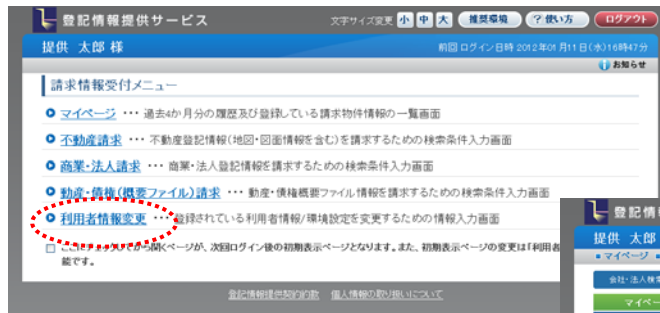 登記情報提供サービス
文字サイズ変更 小 中 大 推奨環境 ? 使い方 ログアウト
提供 太郎 様
前回ログイン日時 2012年01月11日(水)16時47分
お知らせ
請求情報受付メニュー
マイページ ・・・ 過去4か月分の履歴及び登録している請求物件情報の一覧画面
不動産請求 ・・・ 不動産登記情報(地図・図面情報を含む)を請求するための検索条件入力画面
商業・法人請求 ・・・ 商業・法人登記情報を請求するための検索条件入力画面
動産・債権(概要ファイル)請求 ・・・ 動産・債権概要ファイル情報を請求するための検索条件入力画面
利用者情報変更 ・・・ 登録されている利用者情報/環境設定を変更するための情報入力画面
ここにチェックしてから開くページが、次回ログイン後の初期表示ページとなります。また、初期表示ページの変更は「利用者
能です。
登記情報提供契約約款 個人情報の取り扱いについて
登記情
提供 太郎
マイページ
会社・法人検
マイペー